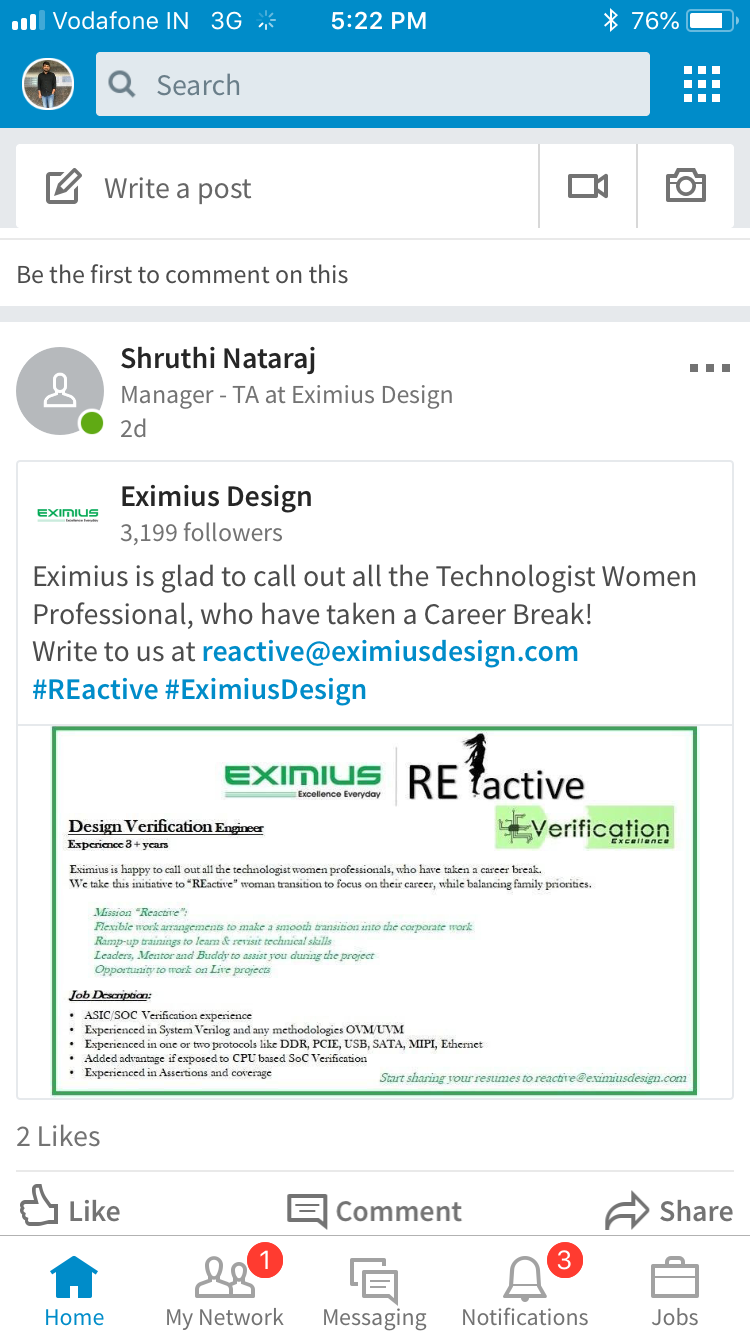 Vodafone IN 3G 5:22 PM 76%
Search
Write a post
Be the first to comment on this
Shruthi Nataraj
Manager - TA at Eximius Design
2d
EXIMIUS
Excellence Everyday
Eximius Design
3,199 followers
Eximius is glad to call out all the Technologist Women
Professional, who have taken a Career Break!
Write to us at reactive@eximiusdesign.com
#REactive #EximiusDesign
EXIMIUS
Excellence Everyday
REactive
Verification
Excellence
Design Verification Engineer
Experience 3+ years
Eximius is happy to call out all the technologist women professionals, who have taken a career break.
We take this initiative to “REactive” woman transition to focus on their career, while balancing family priorities.
Mission “Reactive”:
Flexible work arrangements to make a smooth transition into the corporate work
Ramp-up trainings to learn & revisit technical skills
Leaders, Mentor and Buddy to assist you during the project
Opportunity to work on Live projects
Job Description:
• ASIC/SOC Verification experience
• Experienced in System Verilog and any methodologies OVM/UVM
• Experienced in one or two protocols like DDR, PCIE, USB, SATA, MIPI, Ethernet
• Added advantage if exposed to CPU based SoC Verification
• Experienced in Assertions and coverage
Start sharing your resumes to reactive@eximiusdesign.com
2 Likes
Like Comment Share
1 3
Home My Network Messaging Notifications Jobs